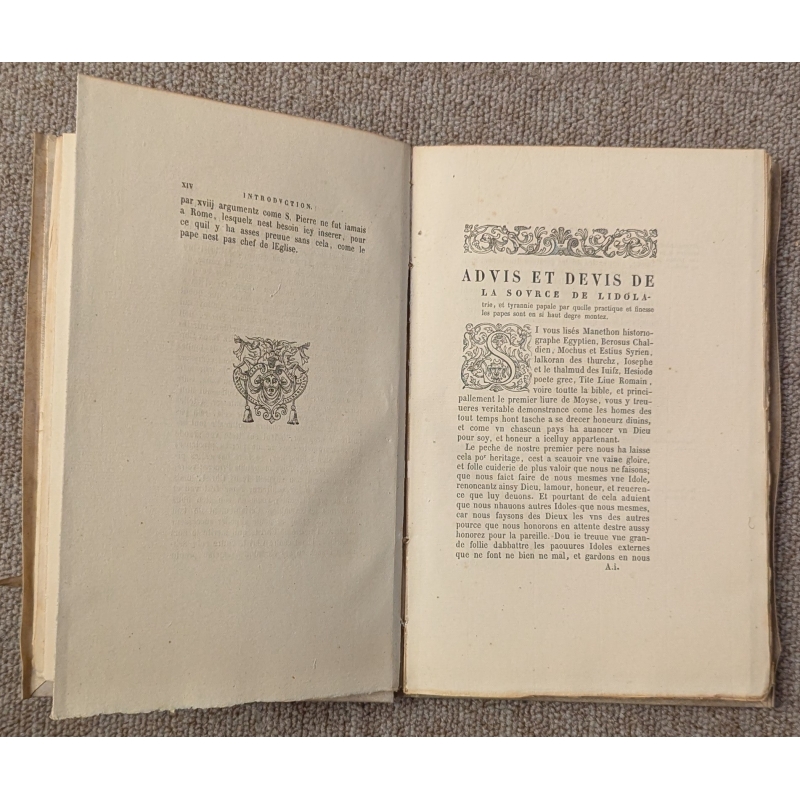 XIV
INTRODVCTION.
par xviij argumentz come S. Pierre ne fut iamais
a Rome, lesquelz nest besoin icy inserer, pour
ce quil y ha asses preuue sans cela, come le
pape nest pas chef de lEglise.
ADVIS ET DEVIS DE
LA SOVRCE DE LIDOLA-
trie, et tyrannie papale par quelle practique et finesse
les papes sont en si haut degre montez.
SI vous lisés Manethon historio-
graphe Egyptien, Berosus Chal-
dien, Mochus et Estius Syrien,
lalkoran des thurchz, Iosephe
et le thalmud des Iuifz, Hesiode
poete grec, Tite Liue Romain,
voire toutte la bible, et princi-
pallement le premier liure de Moyse, vous y treu-
ueres veritable demonstrance come les homes des
tout temps hont tasche a se drecer honeurz diuins,
et come vn chascun pays ha auancer vn Dieu
pour soy, et honeur a icelluy appartenant.
Le peche de nostre premier pere nous ha laisse
cela por heritage, cest a scauoir vne vaine gloire,
et folle cuiderie de plus valoir que nous ne faisons;
que nous faict faire de nous mesmes vne Idole,
renoncantz ainsy Dieu, lamour, honeur, et reueren-
ce que luy deuons. Et pourtant de cela aduient
que nous nhauons autres Idoles que nous mesmes,
car nous faysons des Dieux les vns des autres
pource que nous honorons en attente destre aussy
honorez pour la pareille. Dou ie treuue vne gran-
de follie dabbattre les paouures Idoles externes
que ne font ne bien ne mal, et gardons en nous
A.i.